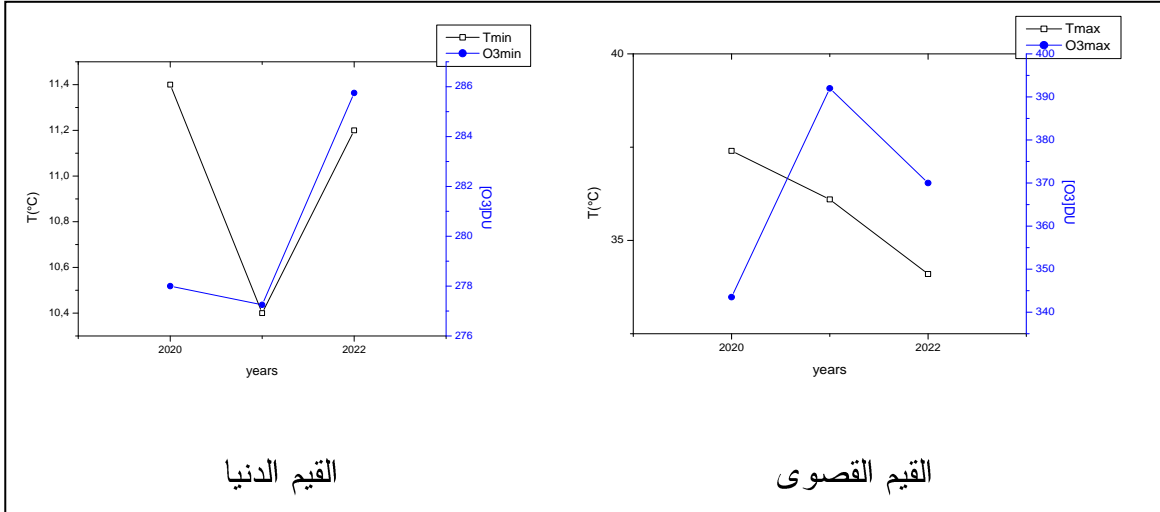 Tmin
O3min
11,4
11,2
11,0
10,8
10,6
10,4
T(°C)
286
284
282
280
278
276
[O3]DU
2020
2022
years
القيم الدنيا
Tmax
O3max
40
35
T(°C)
400
390
380
370
360
350
340
[O3]DU
2020
2022
years
القيم القصوى